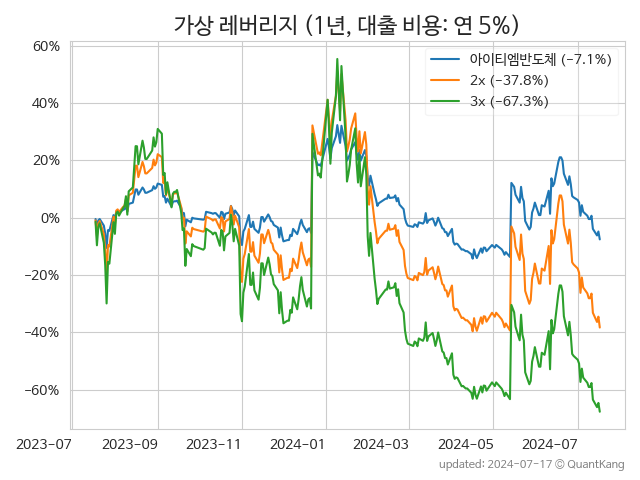 가상 레버리지 (1년, 대출 비용: 연 5%)
아이티엠반도체 (−7.1%)
2x (−37.8%)
3x (−67.3%)
60%
40%
20%
0%
−20%
−40%
−60%
2023-07 2023-09 2023-11 2024-01 2024-03 2024-05 2024-07
updated: 2024-07-17 © QuantKang